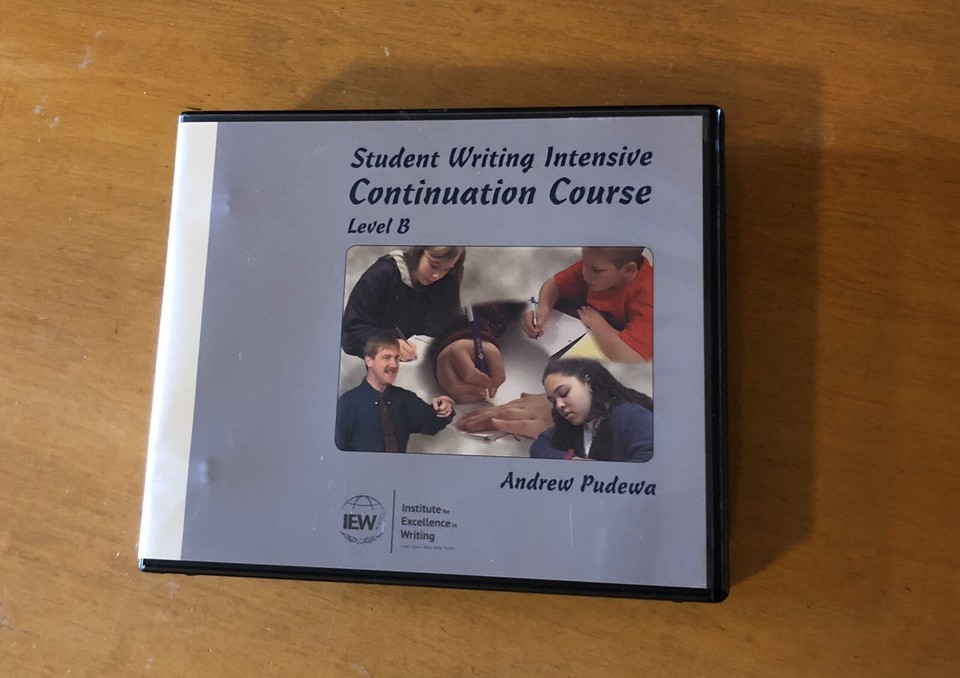 Student Writing Intensive
Continuation Course
Level B
Andrew Pudewa
IEW
Institute for
Excellence in
Writing